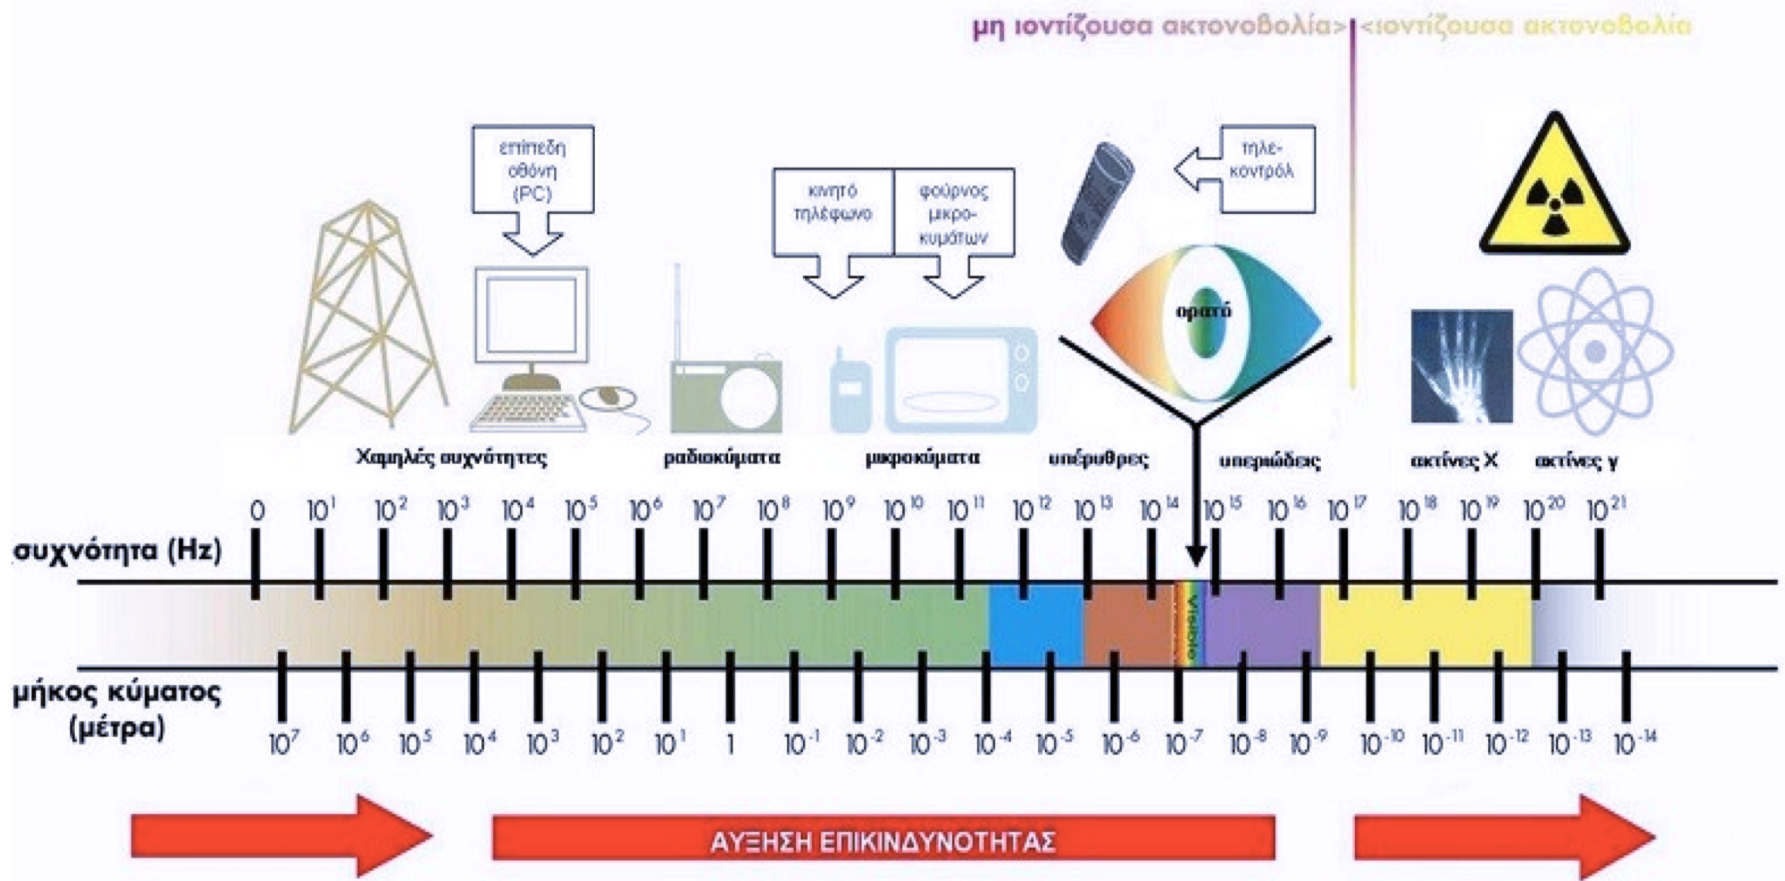 μη ιοντίζουσα ακτονοβολία> <ιοντίζουσα ακτονοβολία
επίπεδη
οθόνη
(PC)
κινητό
τηλέφωνο
φούρνος
μικρο-
κυμάτων
τηλε-
κοντρόλ
ορατό
Χαμηλές συχνότητες ραδιοκύματα μικροκύματα υπέρυθρες υπεριώδεις ακτίνες Χ ακτίνες γ
0 10¹ 10² 10³ 10⁴ 10⁵ 10⁶ 10⁷ 10⁸ 10⁹ 10¹⁰ 10¹¹ 10¹² 10¹³ 10¹⁴ 10¹⁵ 10¹⁶ 10¹⁷ 10¹⁸ 10¹⁹ 10²⁰ 10²¹
συχνότητα (Hz)
Visible
μήκος κύματος
(μέτρα)
10⁷ 10⁶ 10⁵ 10⁴ 10³ 10² 10¹ 1 10⁻¹ 10⁻² 10⁻³ 10⁻⁴ 10⁻⁵ 10⁻⁶ 10⁻⁷ 10⁻⁸ 10⁻⁹ 10⁻¹⁰ 10⁻¹¹ 10⁻¹² 10⁻¹³ 10⁻¹⁴
ΑΥΞΗΣΗ ΕΠΙΚΙΝΔΥΝΟΤΗΤΑΣ